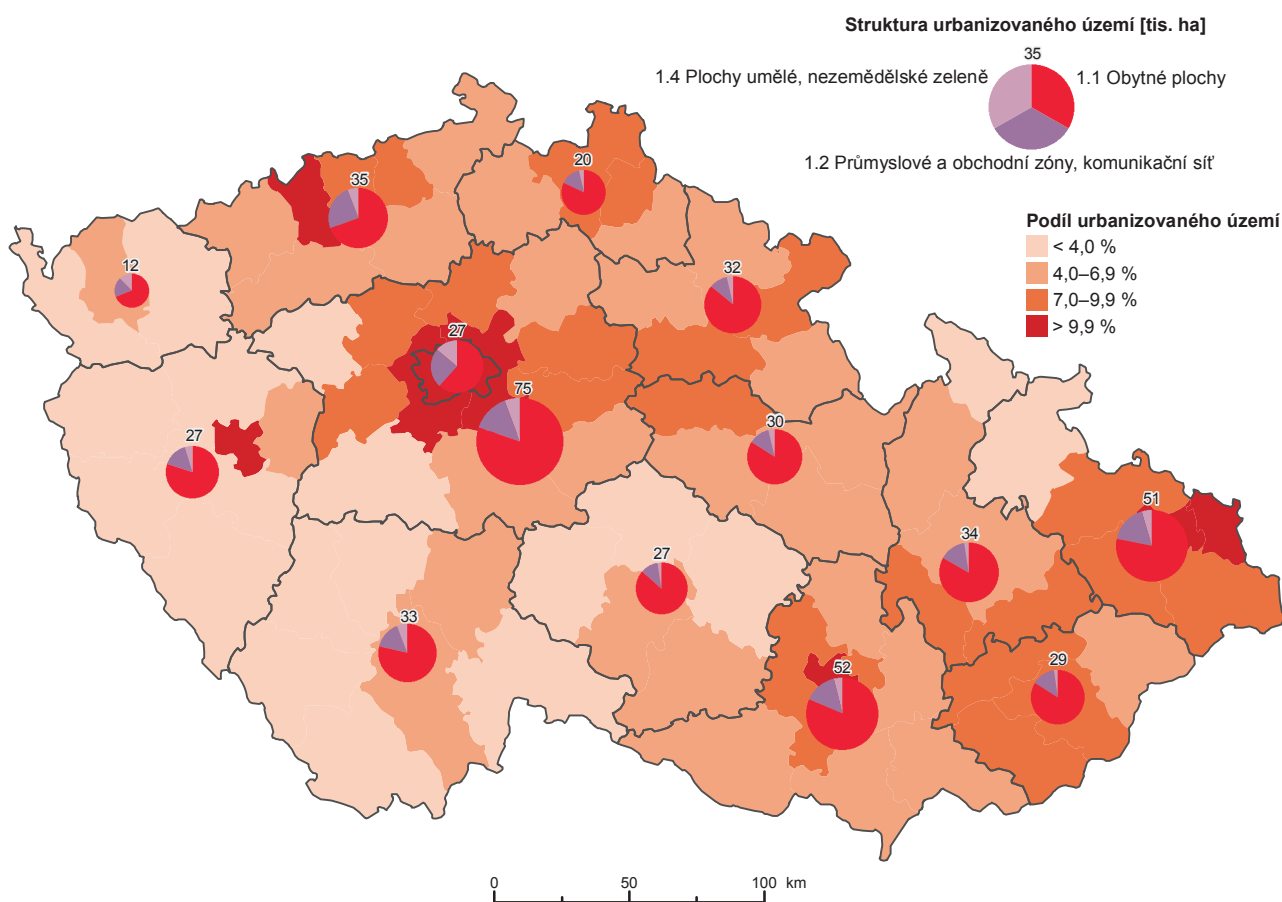 Struktura urbanizovaného území [tis. ha]
35
1.4 Plochy umělé, nezemědělské zeleně
1.1 Obytné plochy
1.2 Průmyslové a obchodní zóny, komunikační síť
Podíl urbanizovaného území
< 4,0 %
4,0–6,9 %
7,0–9,9 %
> 9,9 %
20
35
12
32
27
75
27
30
51
34
27
33
52
29
0 50 100 km